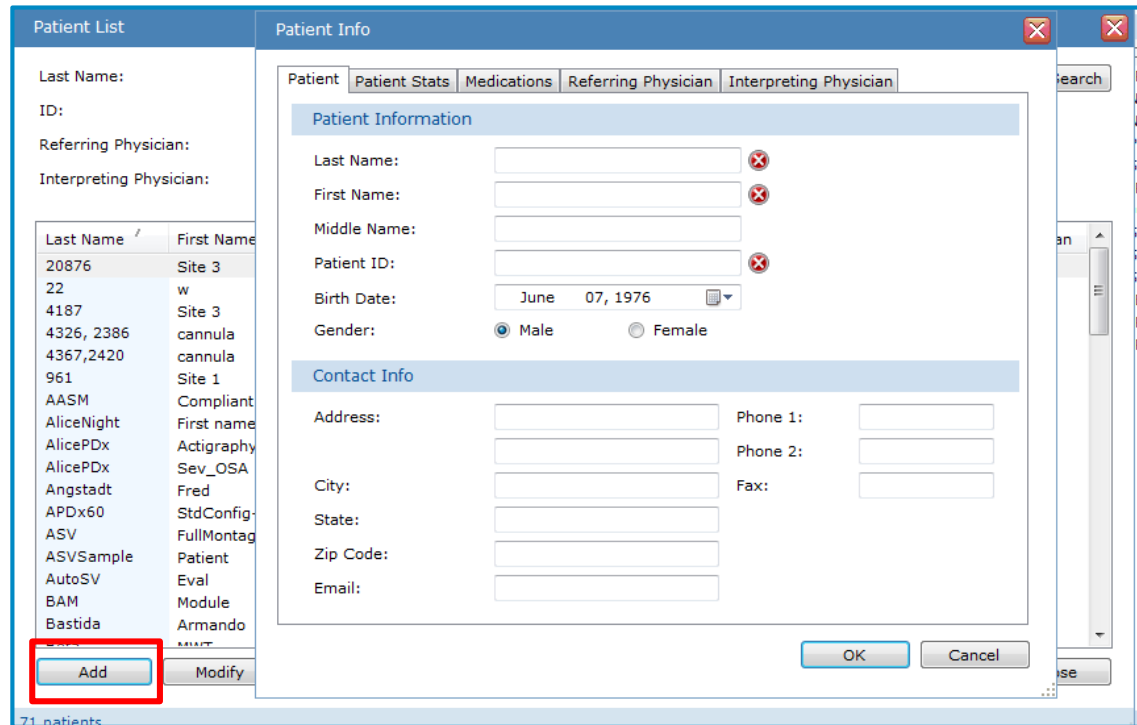 Patient List
Last Name:
ID:
Referring Physician:
Interpreting Physician:
Search
Last Name First Name
20876 Site 3
22 w
4187 Site 3
4326, 2386 cannula
4367,2420 cannula
961 Site 1
AASM Compliant
AliceNight First name
AlicePDx Actigraphy
AlicePDx Sev_OSA
Angstadt Fred
APDx60 StdConfig-
ASV FullMontag
ASVSample Patient
AutoSV Eval
BAM Module
Bastida Armando
Add Modify
71 patients
Patient Info
Patient Patient Stats Medications Referring Physician Interpreting Physician
Patient Information
Last Name:
First Name:
Middle Name:
Patient ID:
Birth Date: June 07, 1976
Gender: Male Female
Contact Info
Address: Phone 1:
Phone 2:
City: Fax:
State:
Zip Code:
Email:
OK Cancel